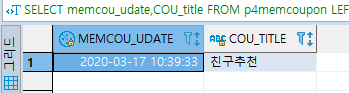 SELECT memcou_udate,COU_title FROM p4memcoupon LEF
그리드
MEMCOU_UDATE
ABC COU_TITLE
1
2020-03-17 10:39:33
친구추천